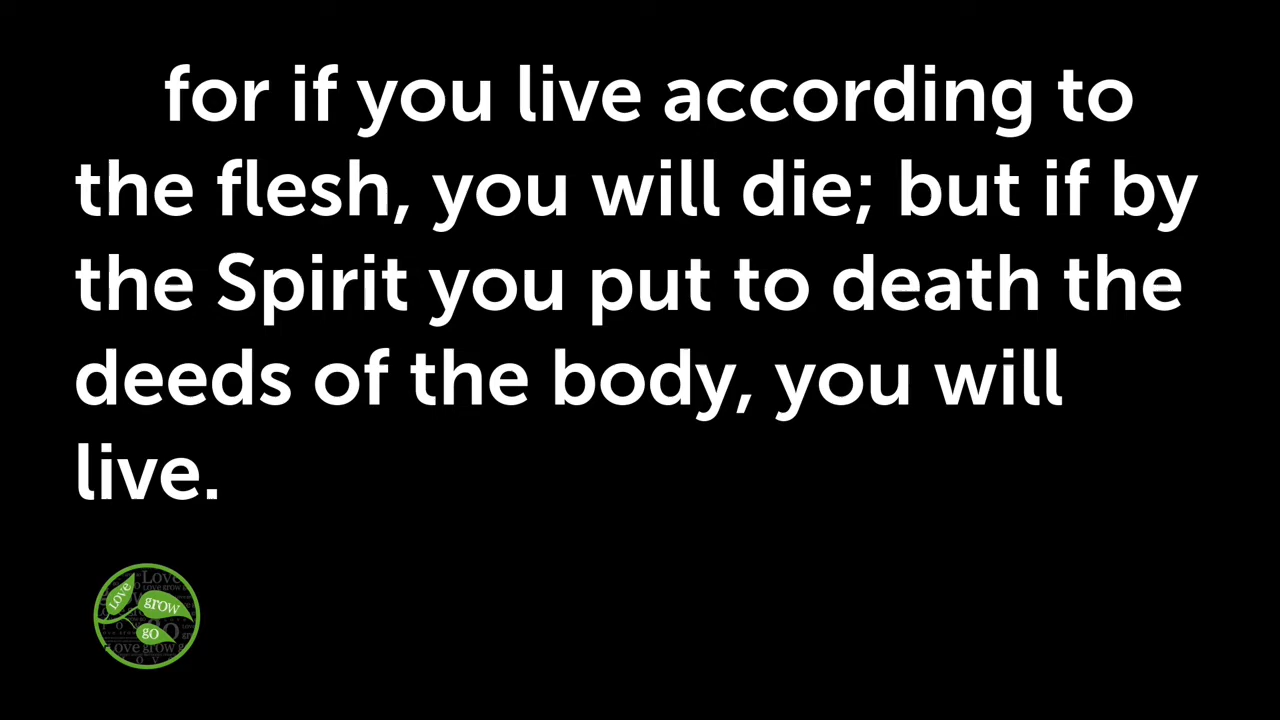 for if you live according to
the flesh, you will die; but if by
the Spirit you put to death the
deeds of the body, you will
live.
Love
grow
go